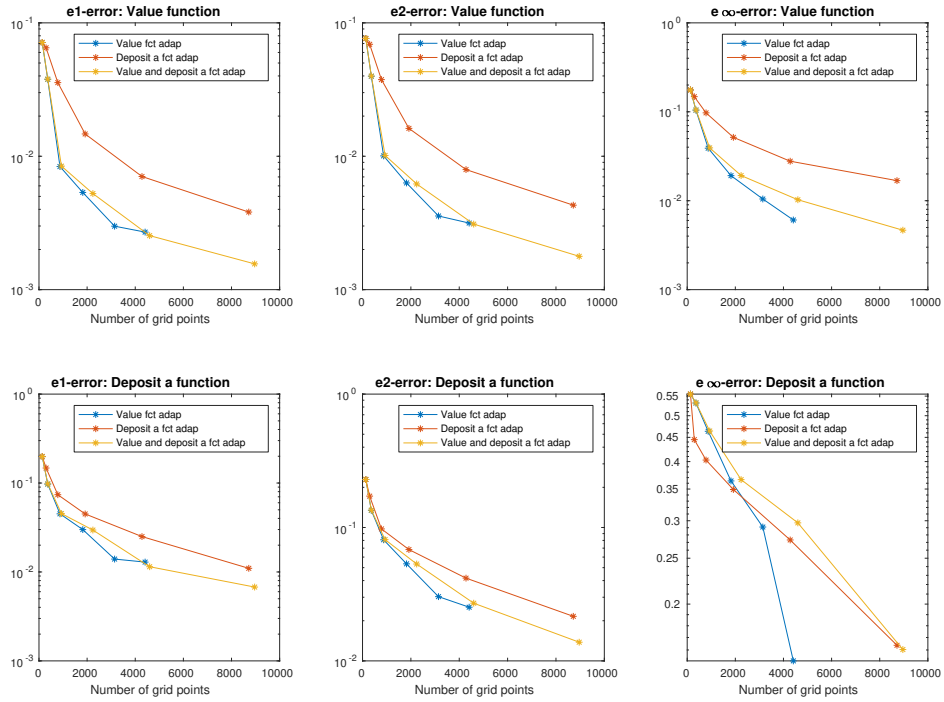 e1-error: Value function
10^-1
10^-2
10^-3
0 2000 4000 6000 8000 10000
Number of grid points
Value fct adap
Deposit a fct adap
Value and deposit a fct adap
e2-error: Value function
10^-1
10^-2
10^-3
0 2000 4000 6000 8000 10000
Number of grid points
Value fct adap
Deposit a fct adap
Value and deposit a fct adap
e ∞-error: Value function
10^0
10^-1
10^-2
10^-3
0 2000 4000 6000 8000 10000
Number of grid points
Value fct adap
Deposit a fct adap
Value and deposit a fct adap
e1-error: Deposit a function
10^0
10^-1
10^-2
10^-3
0 2000 4000 6000 8000 10000
Number of grid points
Value fct adap
Deposit a fct adap
Value and deposit a fct adap
e2-error: Deposit a function
10^0
10^-1
10^-2
0 2000 4000 6000 8000 10000
Number of grid points
Value fct adap
Deposit a fct adap
Value and deposit a fct adap
e ∞-error: Deposit a function
0.55
0.5
0.45
0.4
0.35
0.3
0.25
0.2
0 2000 4000 6000 8000 10000
Number of grid points
Value fct adap
Deposit a fct adap
Value and deposit a fct adap